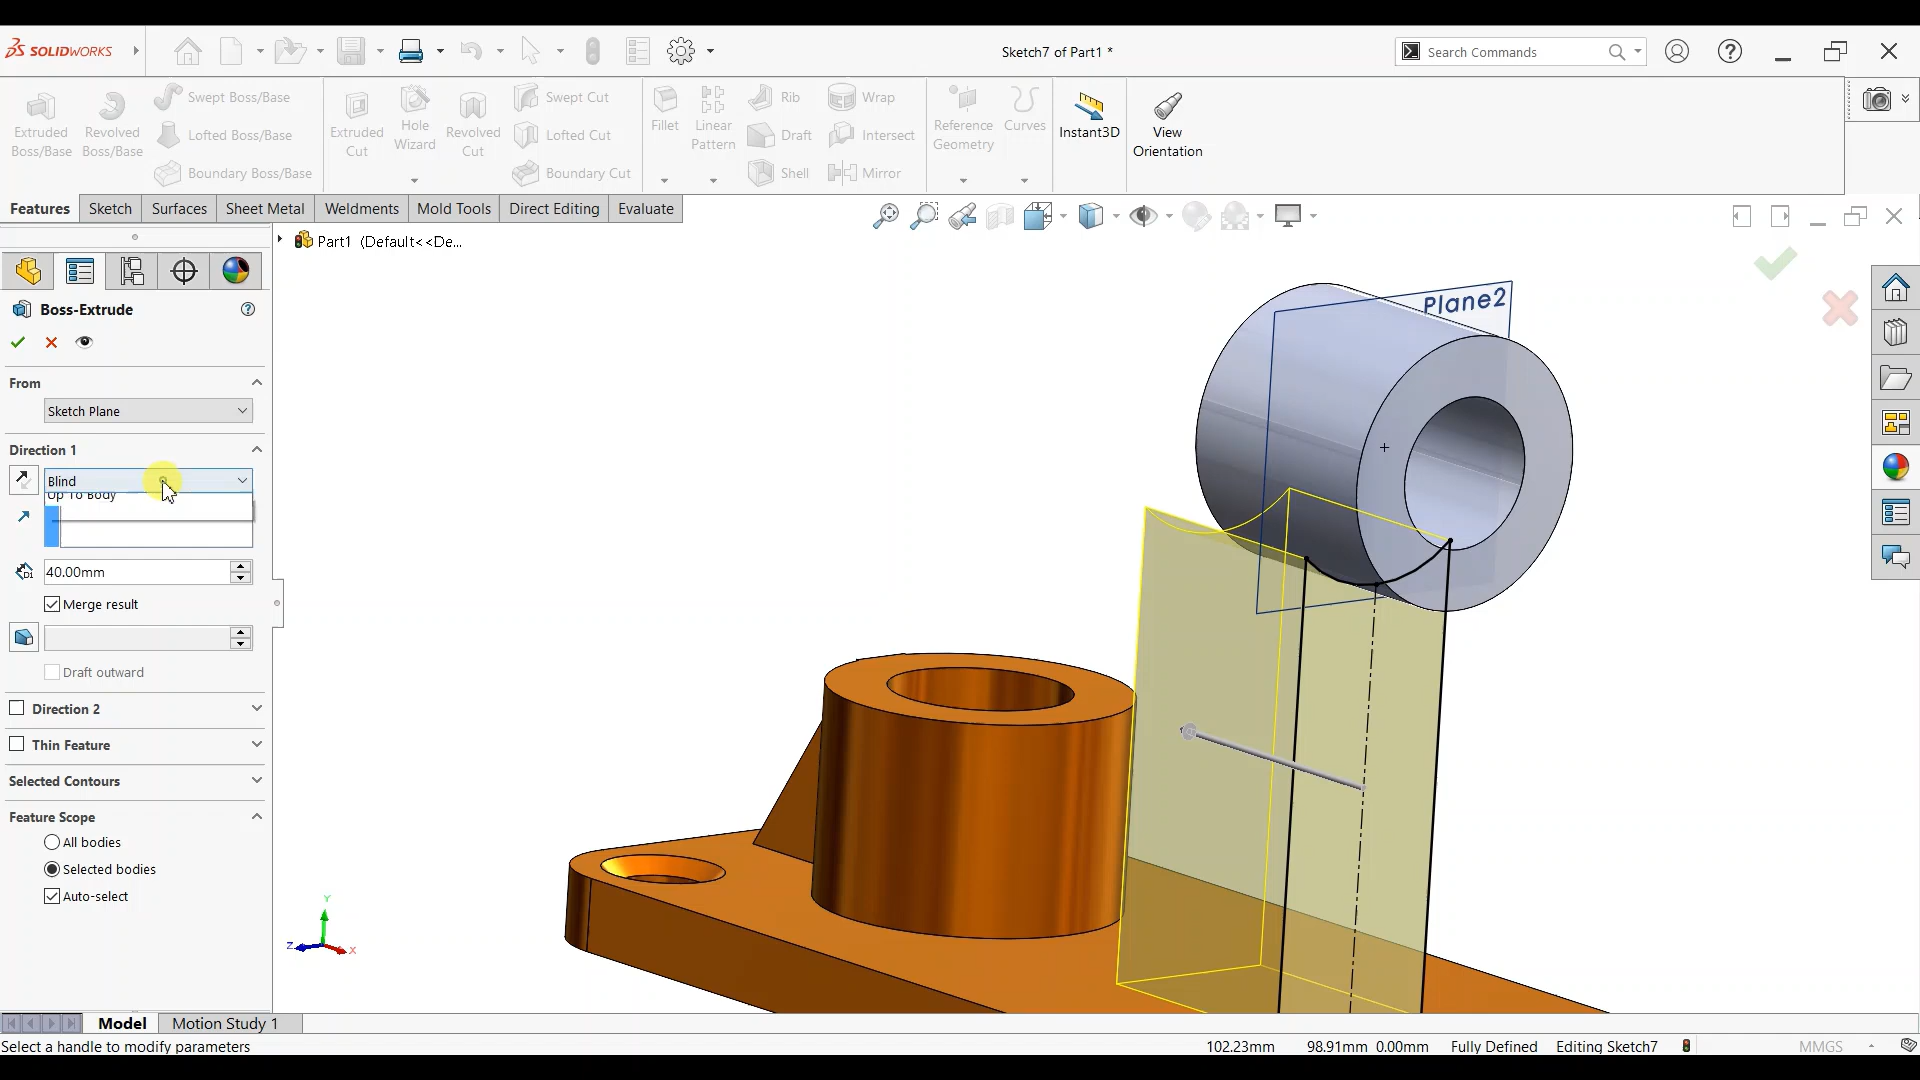 SOLIDWORKS
Sketch7 of Part1 *
Search Commands
Extruded Boss/Base
Revolved Boss/Base
Swept Boss/Base
Lofted Boss/Base
Boundary Boss/Base
Extruded Cut
Hole Wizard
Revolved Cut
Swept Cut
Lofted Cut
Boundary Cut
Fillet
Linear Pattern
Rib
Draft
Shell
Wrap
Intersect
Mirror
Reference Geometry
Curves
Instant3D
View Orientation
Features
Sketch
Surfaces
Sheet Metal
Weldments
Mold Tools
Direct Editing
Evaluate
Part1 (Default<<De...
Boss-Extrude
From
Sketch Plane
Direction 1
Blind
Up To Body
D1
40.00mm
Merge result
Draft outward
Direction 2
Thin Feature
Selected Contours
Feature Scope
All bodies
Selected bodies
Auto-select
Plane2
Y
Z
X
Model
Motion Study 1
Select a handle to modify parameters
102.23mm
98.91mm
0.00mm
Fully Defined
Editing Sketch7
MMGS